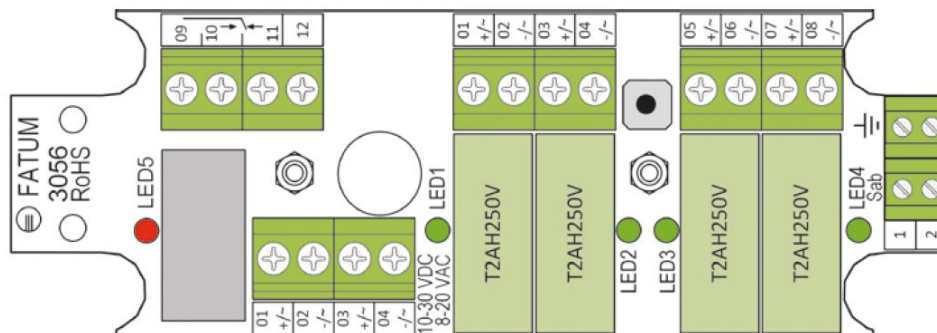 09 10 11 12
01 +/~ 02 -/~ 03 +/~ 04 -/~
05 +/~ 06 -/~ 07 +/~ 08 -/~
FATUM
3056
RoHS
LED5
LED1
T2AH250V
T2AH250V
LED2
LED3
T2AH250V
T2AH250V
LED4
Sab
1 2
01 +/~ 02 -/~ 03 +/~ 04 -/~
10-30 VDC
8-20 VAC